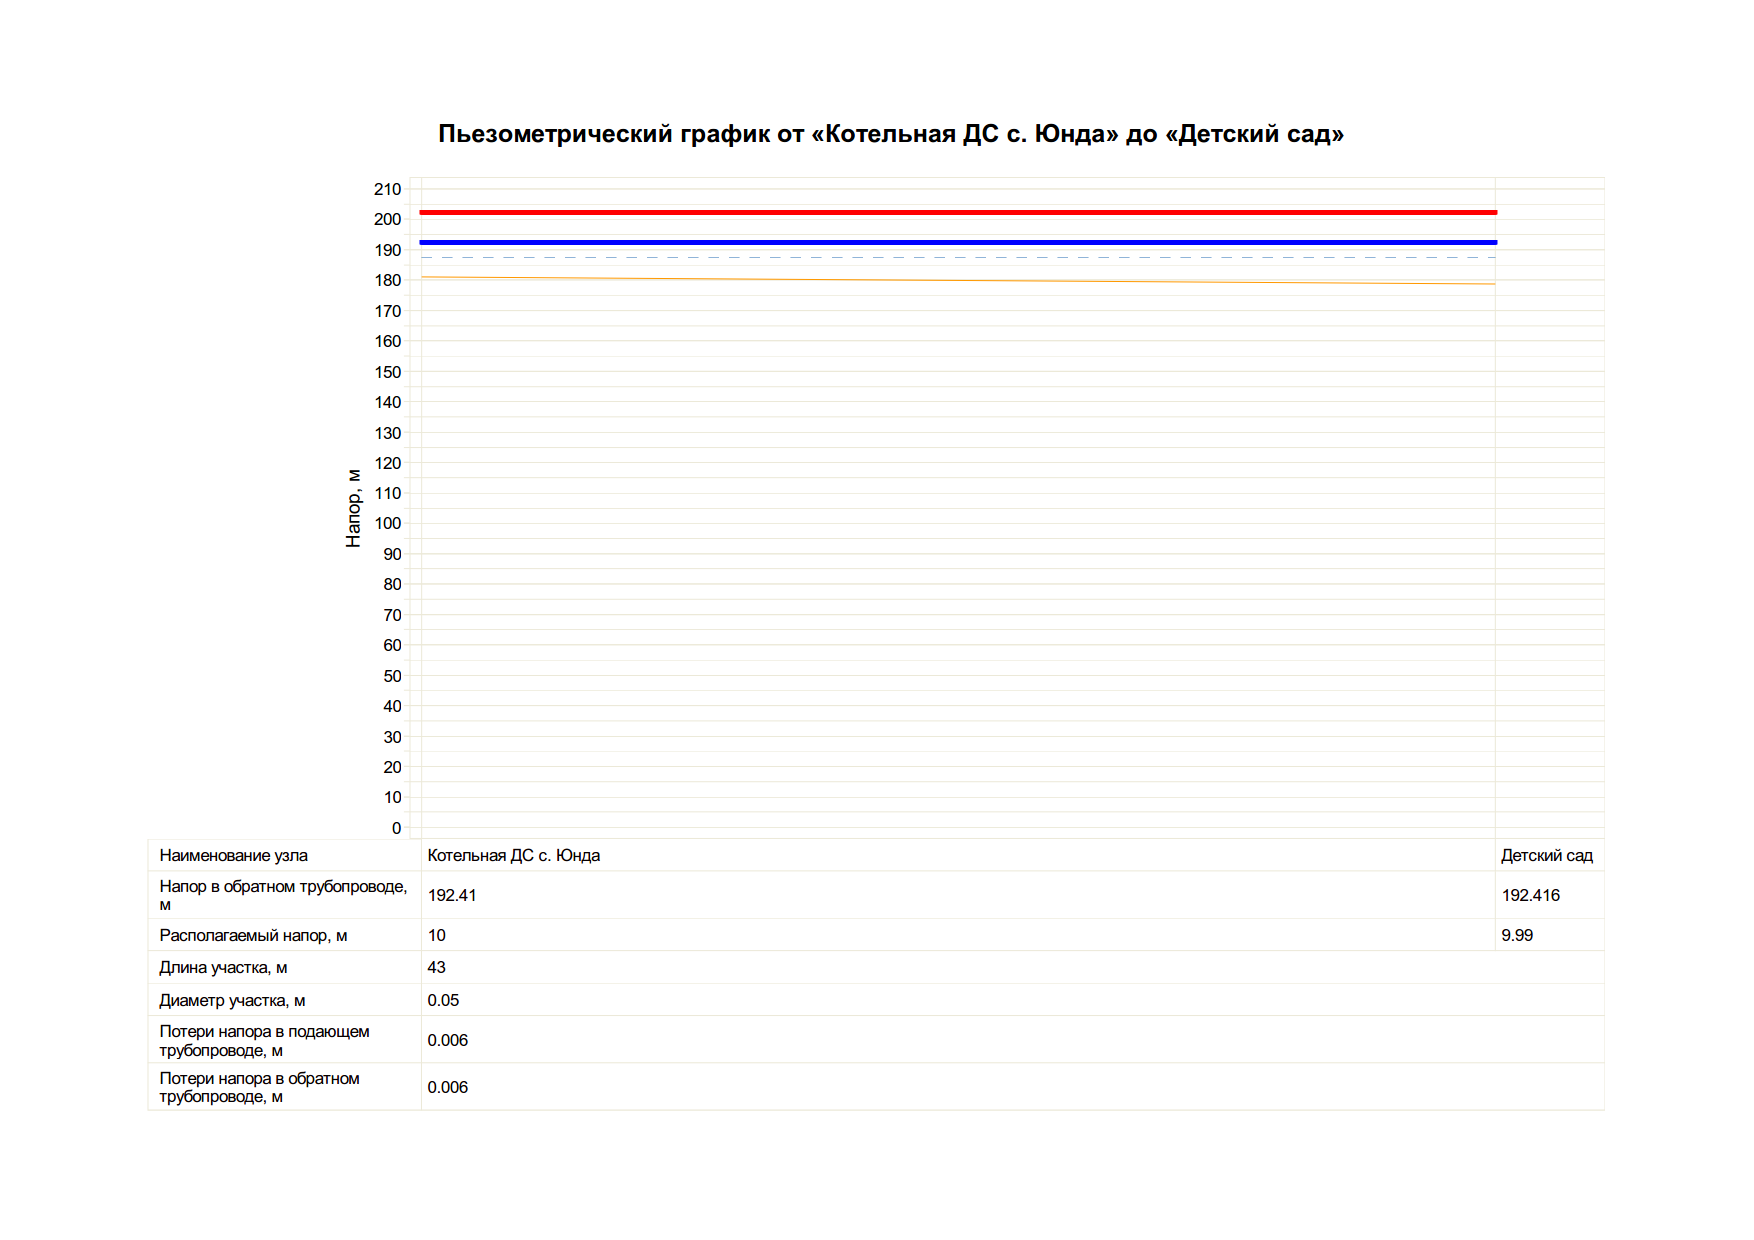 Пьезометрический график от «Котельная ДС с. Юнда» до «Детский сад»
210
200
190
180
170
160
150
140
130
120
110
100
90
80
70
60
50
40
30
20
10
0
Напор, м
Наименование узла
Котельная ДС с. Юнда
Детский сад
Напор в обратном трубопроводе,
м
192.41
192.416
Располагаемый напор, м
10
9.99
Длина участка, м
43
Диаметр участка, м
0.05
Потери напора в подающем
трубопроводе, м
0.006
Потери напора в обратном
трубопроводе, м
0.006